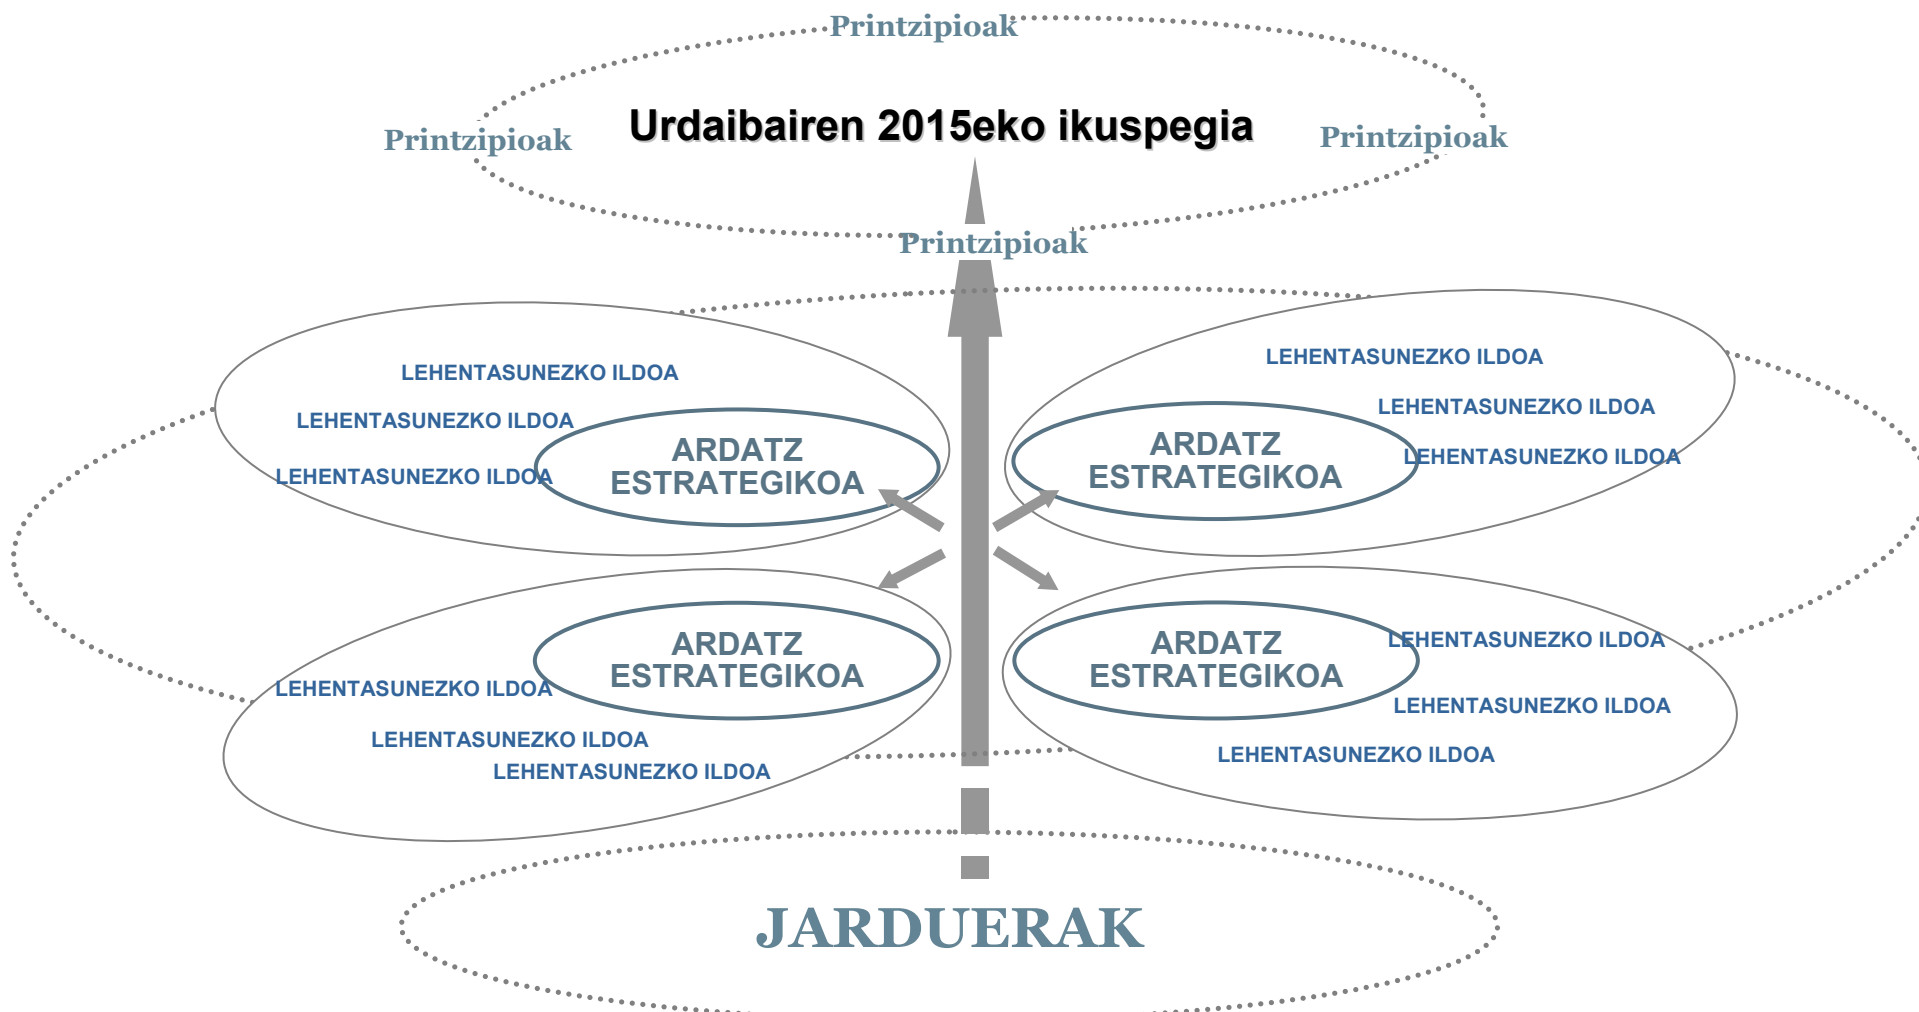 Printzipioak
Urdaibairen 2015eko ikuspegia
Printzipioak
Printzipioak
Printzipioak
LEHENTASUNEZKO ILDOA
LEHENTASUNEZKO ILDOA
LEHENTASUNEZKO ILDOA
ARDATZ
ESTRATEGIKOA
LEHENTASUNEZKO ILDOA
LEHENTASUNEZKO ILDOA
LEHENTASUNEZKO ILDOA
ARDATZ
ESTRATEGIKOA
ARDATZ
ESTRATEGIKOA
LEHENTASUNEZKO ILDOA
LEHENTASUNEZKO ILDOA
LEHENTASUNEZKO ILDOA
ARDATZ
ESTRATEGIKOA
LEHENTASUNEZKO ILDOA
LEHENTASUNEZKO ILDOA
LEHENTASUNEZKO ILDOA
JARDUERAK